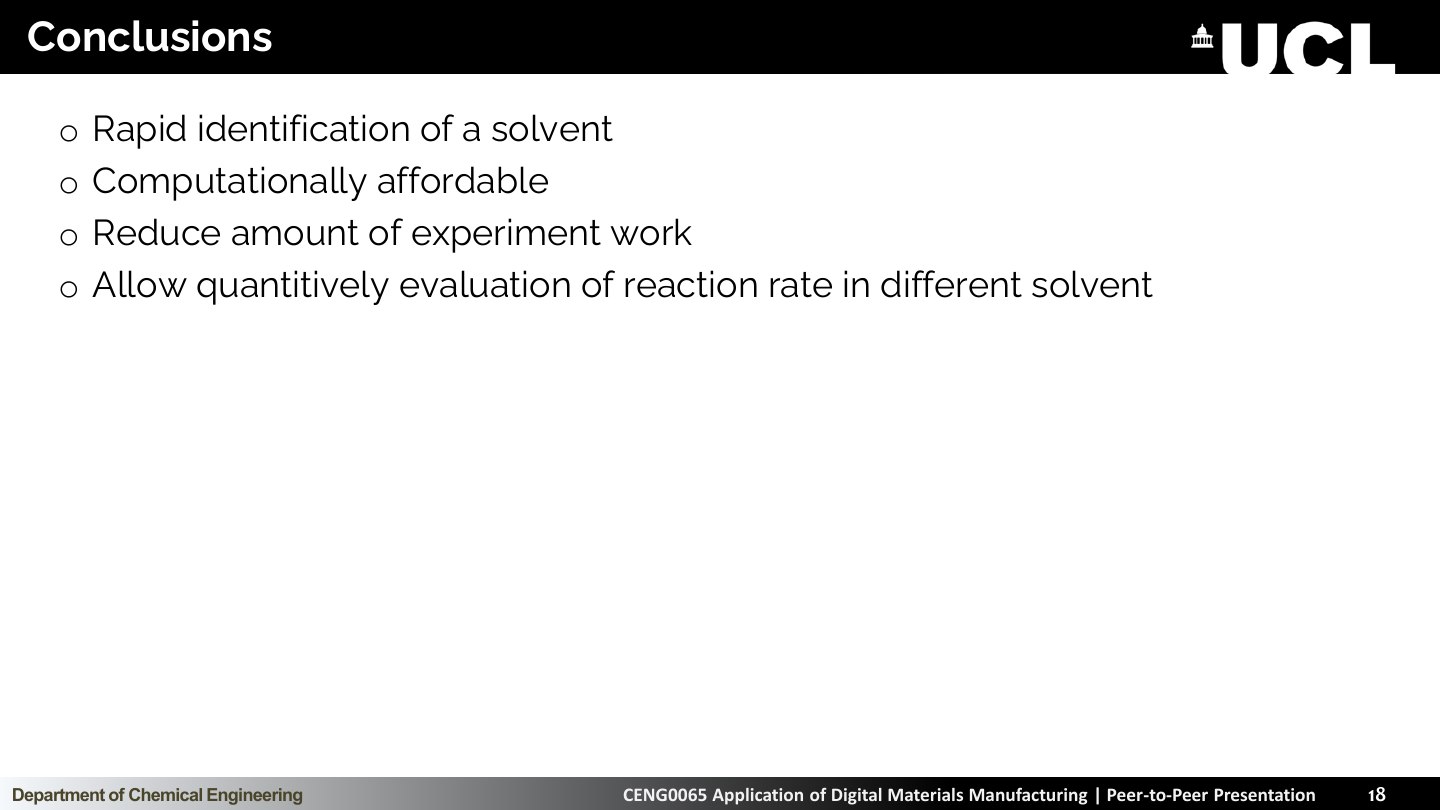 Conclusions
UCL
o Rapid identification of a solvent
o Computationally affordable
o Reduce amount of experiment work
o Allow quantitively evaluation of reaction rate in different solvent
Department of Chemical Engineering
CENG0065 Application of Digital Materials Manufacturing | Peer-to-Peer Presentation
18